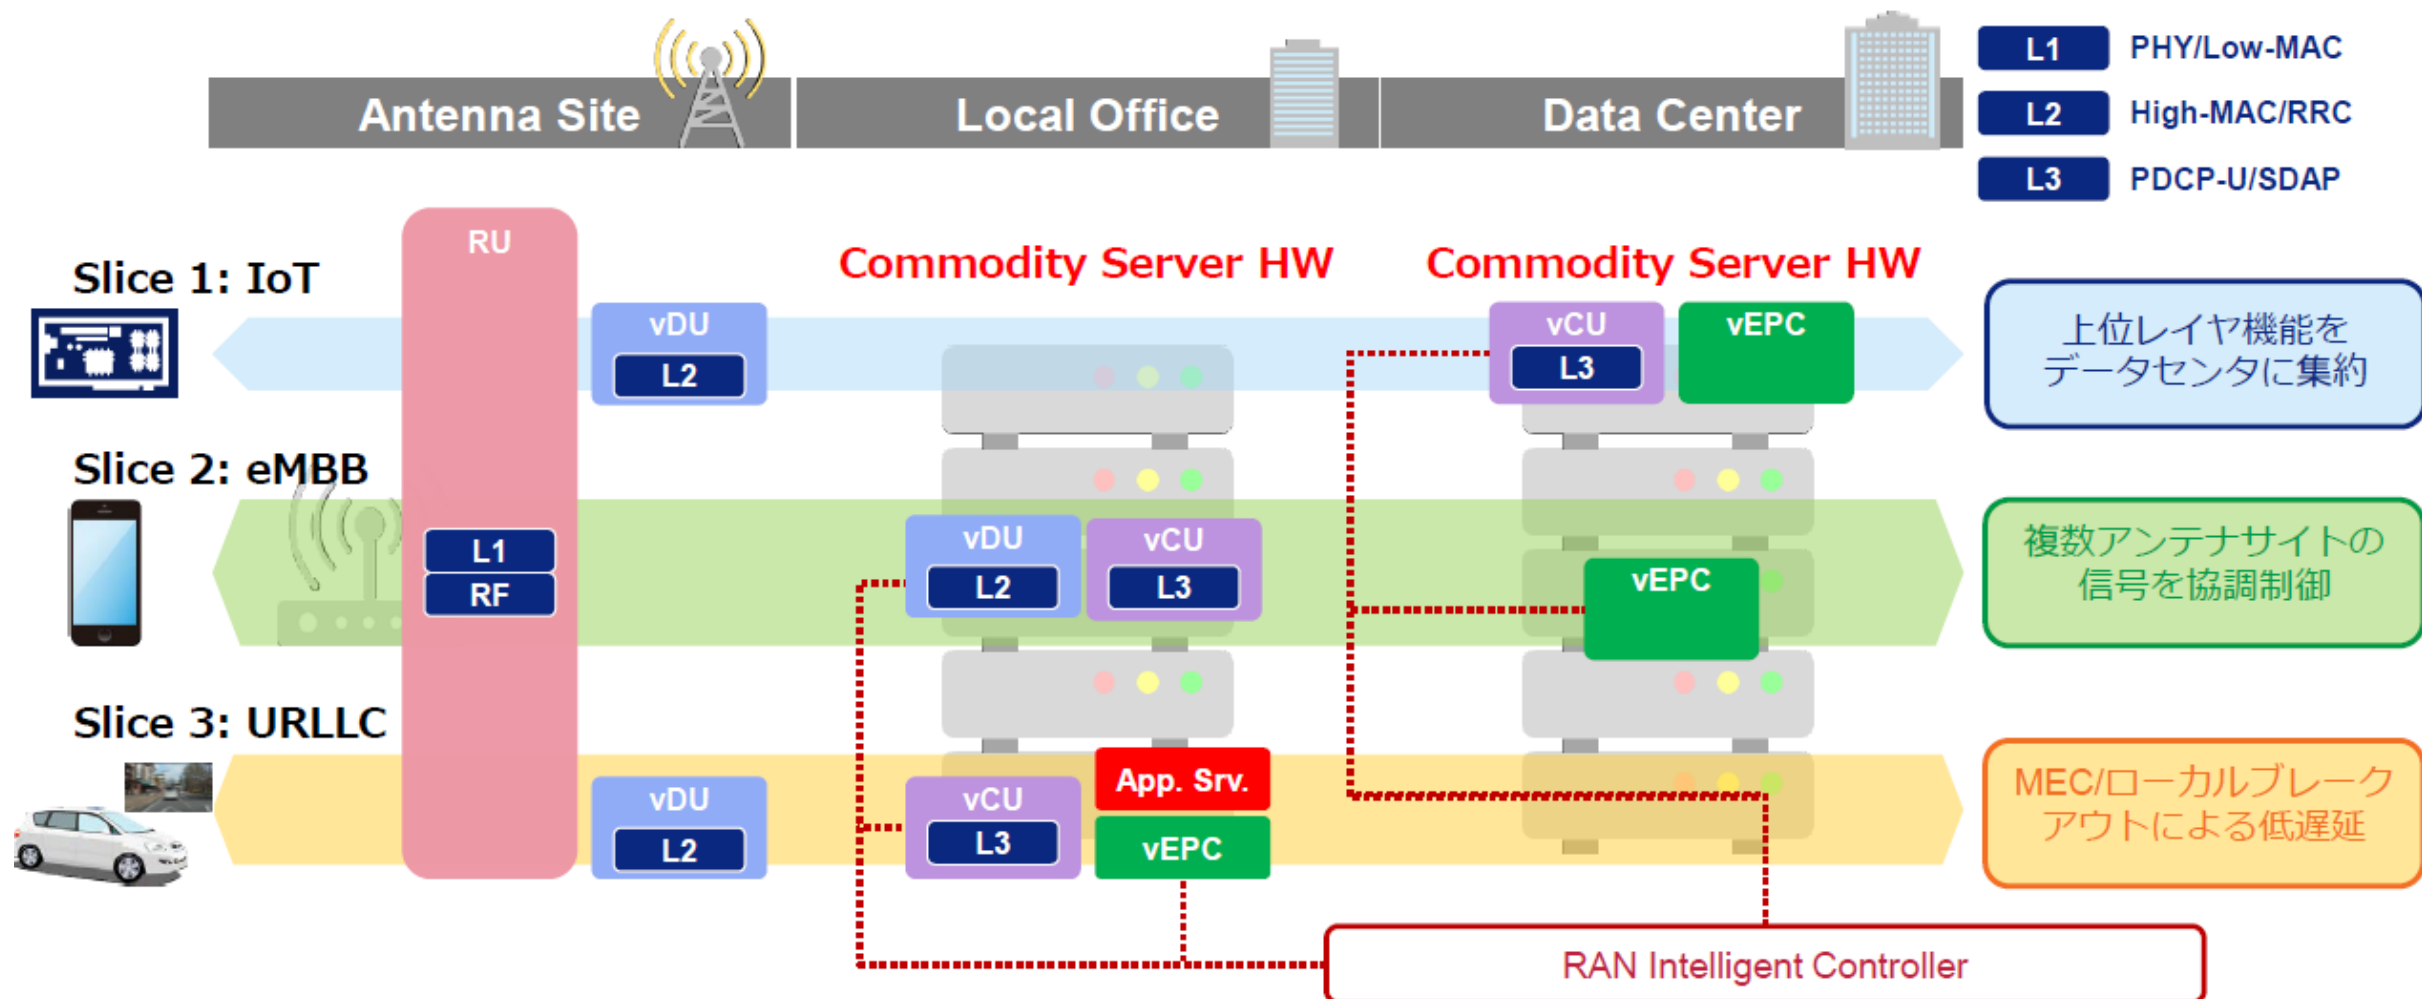 Antenna Site
Local Office
Data Center
L1 PHY/Low-MAC
L2 High-MAC/RRC
L3 PDCP-U/SDAP
RU
Commodity Server HW
Commodity Server HW
Slice 1: IoT
vDU
L2
vCU
L3
vEPC
上位レイヤ機能を
データセンタに集約
Slice 2: eMBB
L1
RF
vDU
L2
vCU
L3
vEPC
複数アンテナサイトの
信号を協調制御
Slice 3: URLLC
vDU
L2
vCU
L3
App. Srv.
vEPC
MEC/ローカルブレーク
アウトによる低遅延
RAN Intelligent Controller